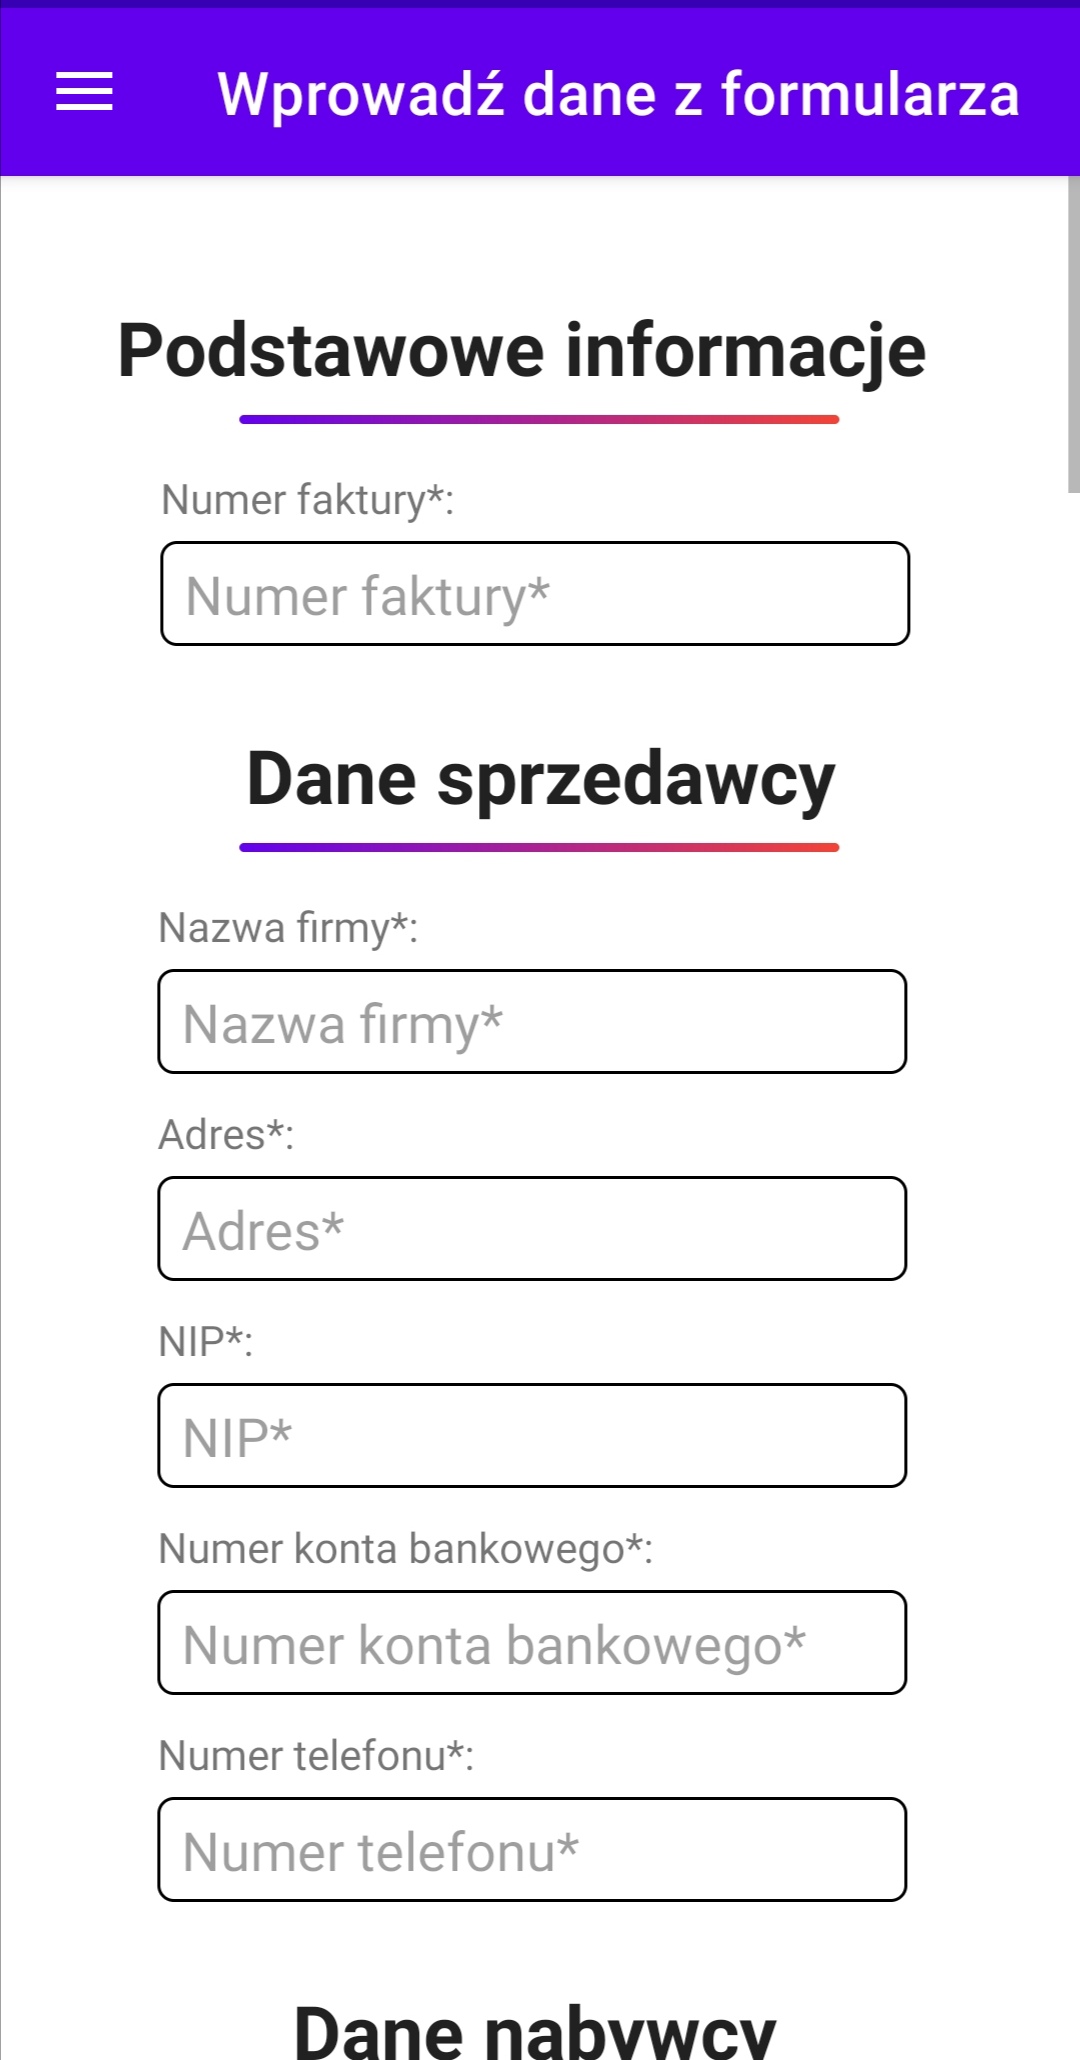 Wprowadź dane z formularza
Podstawowe informacje
Numer faktury*:
Numer faktury*
Dane sprzedawcy
Nazwa firmy*:
Nazwa firmy*
Adres*:
Adres*
NIP*:
NIP*
Numer konta bankowego*:
Numer konta bankowego*
Numer telefonu*:
Numer telefonu*
Dane nabywcy